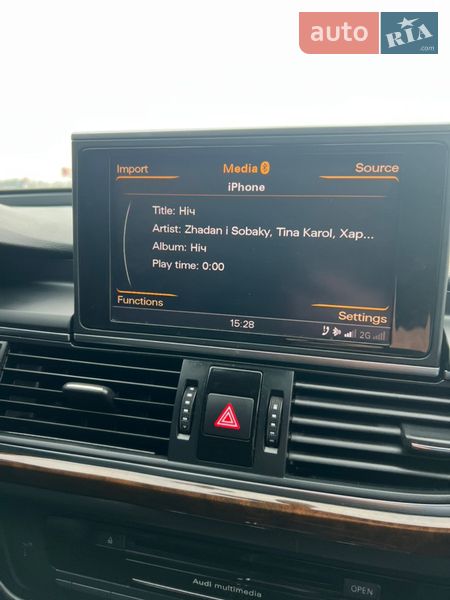 auto RIA .com
Import
Media
Source
iPhone
Title: Ніч
Artist: Zhadan i Sobaky, Tina Karol, Хар...
Album: Ніч
Play time: 0:00
Functions
Settings
15:28
2G
Audi multimedia
OPEN